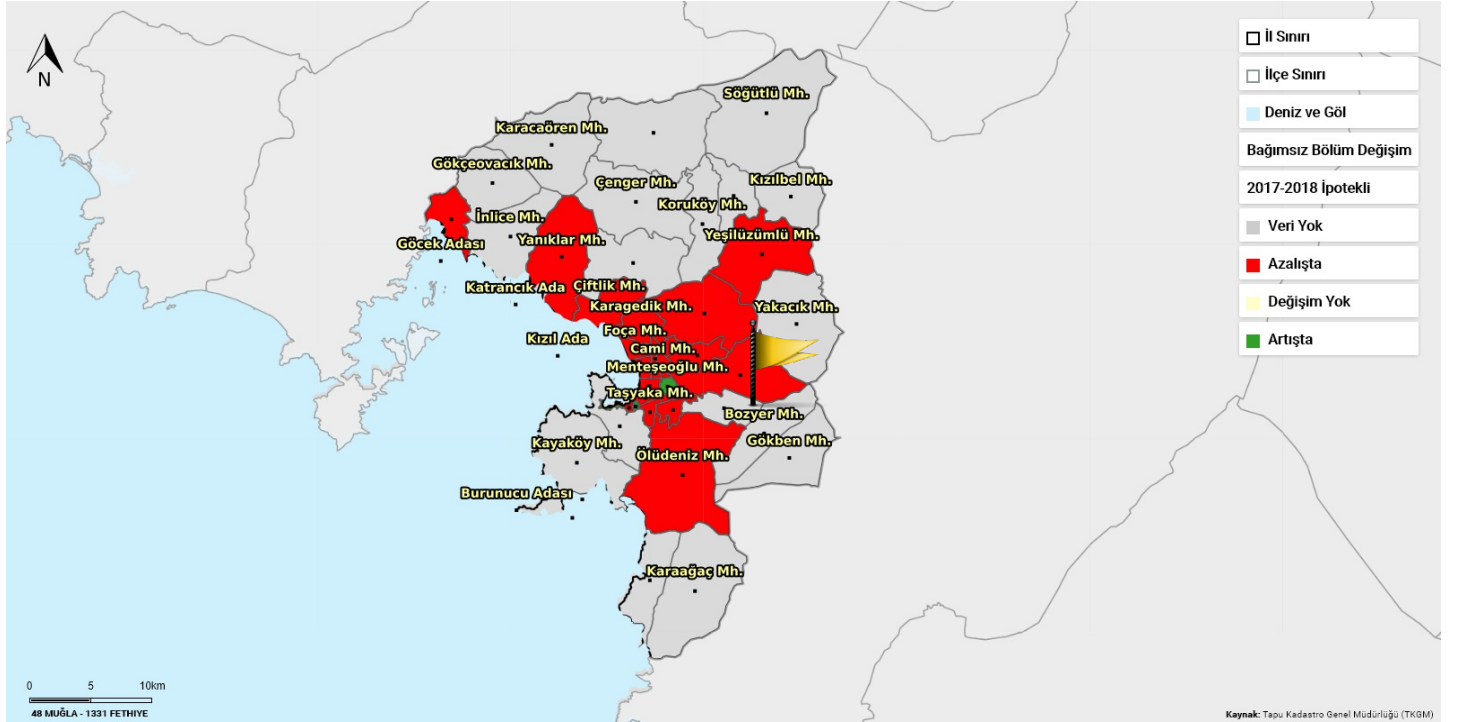 N
Söğütlü Mh.
Karacaören Mh.
Gökçeovacık Mh.
Çenger Mh.
Kızılbel Mh.
Koruköy Mh.
İnlice Mh.
Göcek Adası
Yanıklar Mh.
Yeşilüzümlü Mh.
Katrancık Ada
Çiftlik Mh.
Karagedik Mh.
Yakacık Mh.
Kızıl Ada
Foça Mh.
Cami Mh.
Menteşeoğlu Mh.
Taşyaka Mh.
Bozyer Mh.
Kayaköy Mh.
Gökben Mh.
Ölüdeniz Mh.
Burunucu Adası
Karaağaç Mh.
İl Sınırı
İlçe Sınırı
Deniz ve Göl
Bağımsız Bölüm Değişim
2017-2018 İpotekli
Veri Yok
Azalışta
Değişim Yok
Artışta
0 5 10km
48 MUĞLA - 1331 FETHIYE
Kaynak: Tapu Kadastro Genel Müdürlüğü (TKGM)